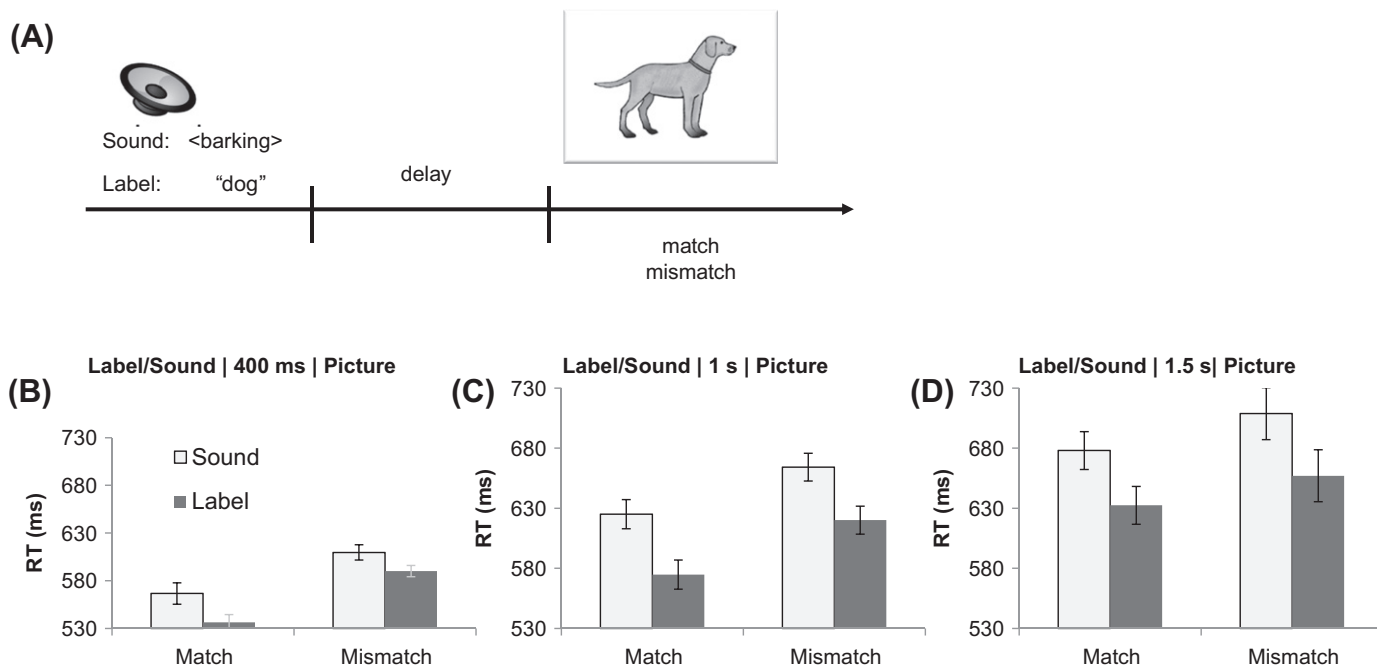 (A)
Sound: <barking>
Label: “dog”
delay
match
mismatch
Label/Sound | 400 ms | Picture
(B)
730
680
630
580
530
RT (ms)
Sound
Label
Match Mismatch
Label/Sound | 1 s | Picture
(C)
730
680
630
580
530
RT (ms)
Match Mismatch
Label/Sound | 1.5 s| Picture
(D)
730
680
630
580
530
RT (ms)
Match Mismatch